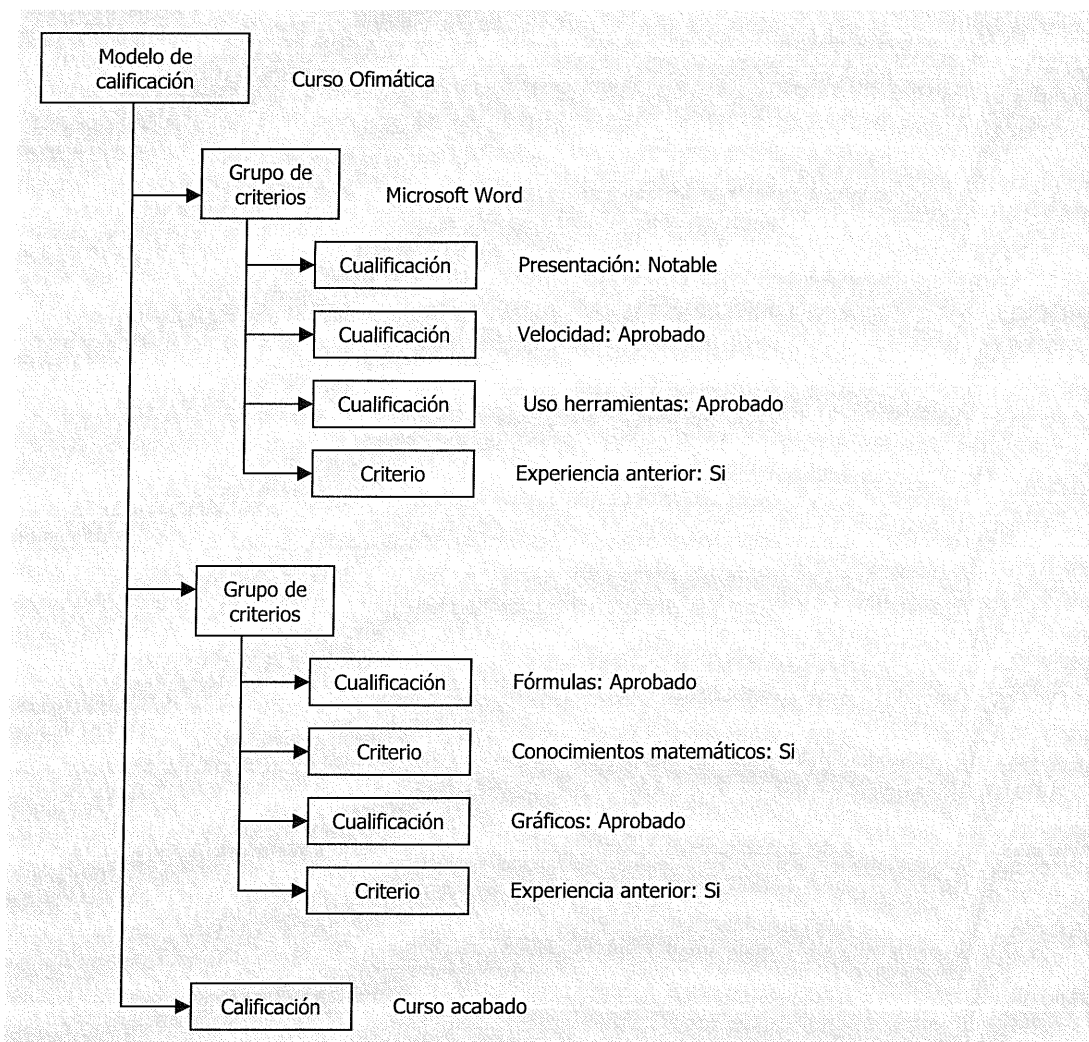 Modelo de
calificación
Curso Ofimática
Grupo de
criterios
Microsoft Word
Cualificación
Presentación: Notable
Cualificación
Velocidad: Aprobado
Cualificación
Uso herramientas: Aprobado
Criterio
Experiencia anterior: Si
Grupo de
criterios
Cualificación
Fórmulas: Aprobado
Criterio
Conocimientos matemáticos: Si
Cualificación
Gráficos: Aprobado
Criterio
Experiencia anterior: Si
Calificación
Curso acabado